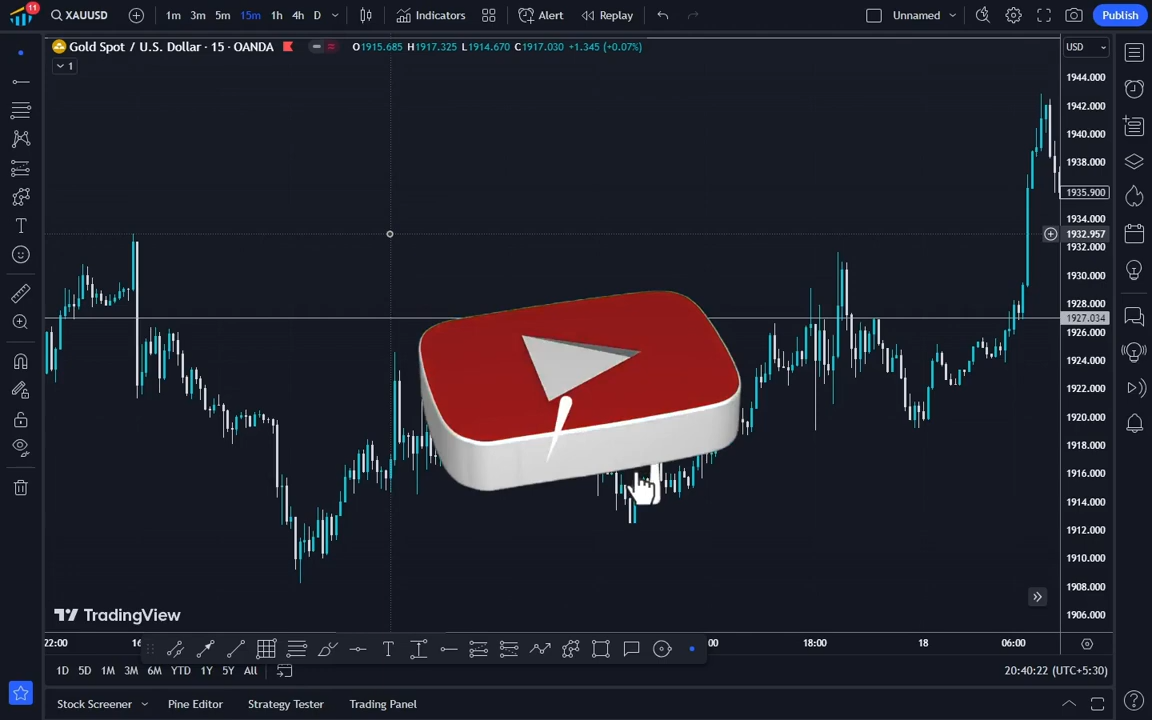 11
XAUUSD
1m 3m 5m 15m 1h 4h D
Indicators
Alert
Replay
Unnamed
Publish
Gold Spot / U.S. Dollar · 15 · OANDA
O1915.685 H1917.325 L1914.670 C1917.030 +1.345 (+0.07%)
USD
1
1944.000
1942.000
1940.000
1938.000
1935.900
1934.000
1932.957
1932.000
1930.000
1928.000
1927.034
1926.000
1924.000
1922.000
1920.000
1918.000
1916.000
1914.000
1912.000
1910.000
1908.000
1906.000
TradingView
22:00
18:00 18 06:00
1D 5D 1M 3M 6M YTD 1Y 5Y All
20:40:22 (UTC+5:30)
Stock Screener Pine Editor Strategy Tester Trading Panel